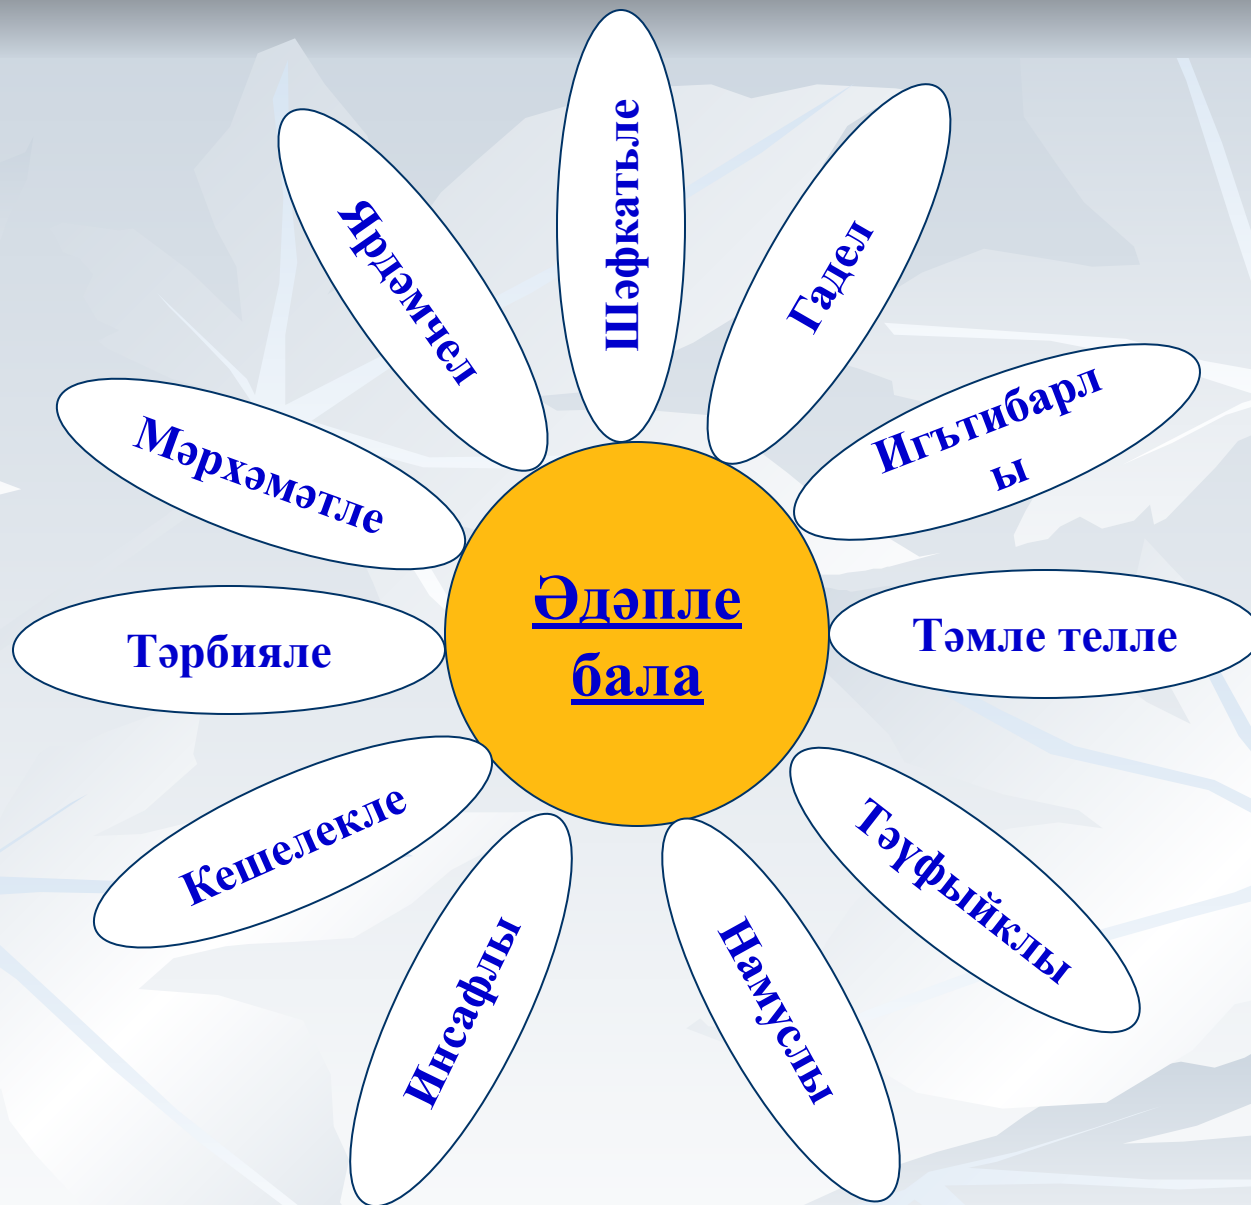 Шәфкатьле
Гадел
Игътибарл
ы
Тәмле телле
Тәүфыйклы
Намуслы
Инсафлы
Кешелекле
Тәрбияле
Мәрхәмәтле
Ярдәмчел
Әдәпле
бала